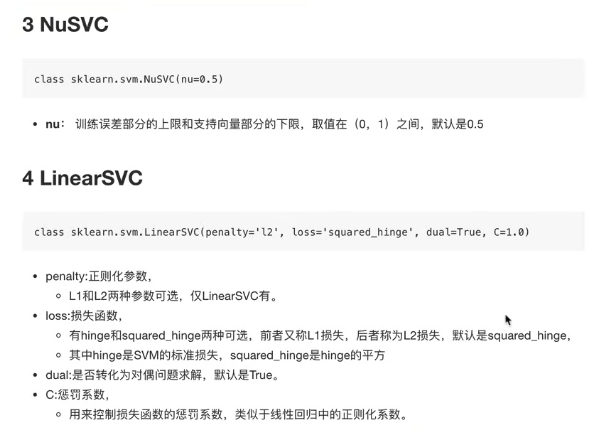 3 NuSVC
class sklearn.svm.NuSVC(nu=0.5)
• nu： 训练误差部分的上限和支持向量部分的下限，取值在（0，1）之间，默认是0.5
4 LinearSVC
class sklearn.svm.LinearSVC(penalty='l2', loss='squared_hinge', dual=True, C=1.0)
• penalty:正则化参数，
◦ L1和L2两种参数可选，仅LinearSVC有。
• loss:损失函数，
◦ 有hinge和squared_hinge两种可选，前者又称L1损失，后者称为L2损失，默认是squared_hinge，
◦ 其中hinge是SVM的标准损失，squared_hinge是hinge的平方
• dual:是否转化为对偶问题求解，默认是True。
• C:惩罚系数，
◦ 用来控制损失函数的惩罚系数，类似于线性回归中的正则化系数。